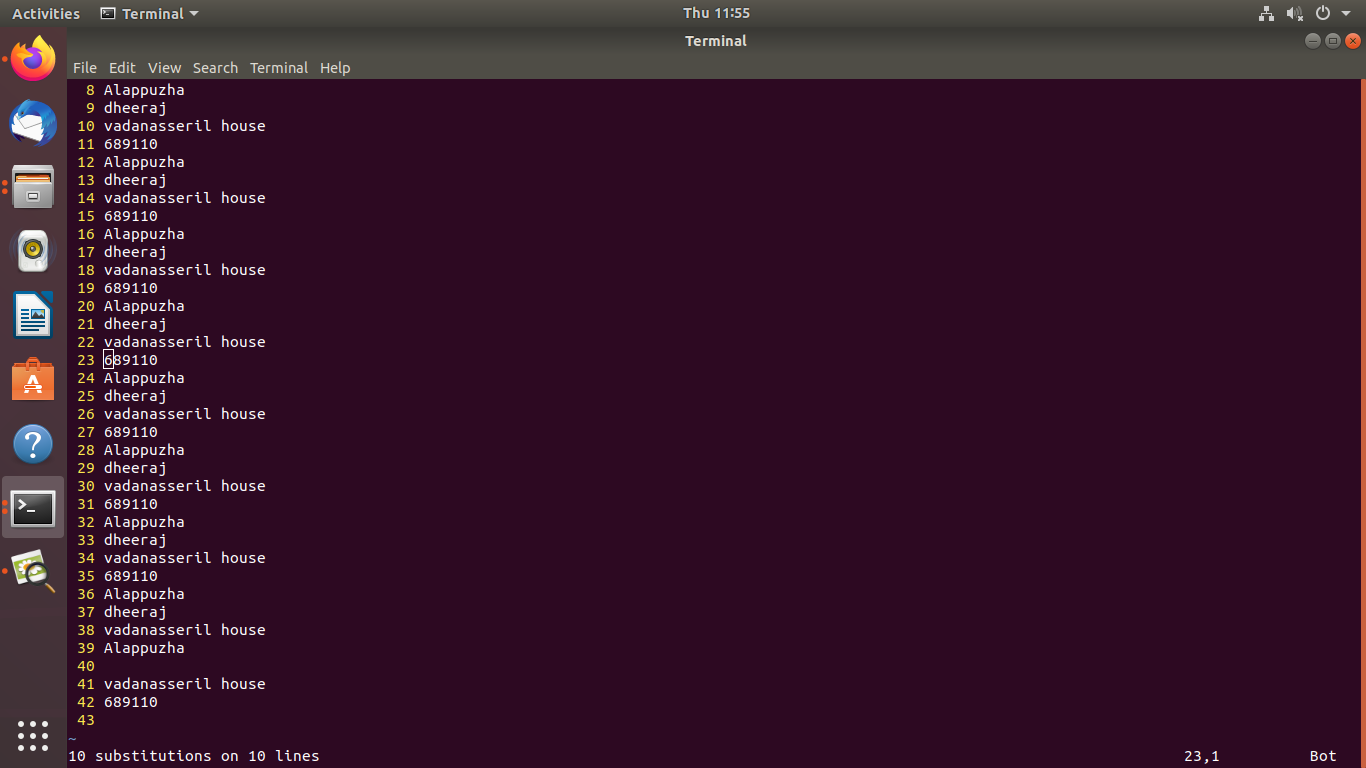 Activities Terminal Thu 11:55
Terminal
File Edit View Search Terminal Help
8 Alappuzha
9 dheeraj
10 vadanasseril house
11 689110
12 Alappuzha
13 dheeraj
14 vadanasseril house
15 689110
16 Alappuzha
17 dheeraj
18 vadanasseril house
19 689110
20 Alappuzha
21 dheeraj
22 vadanasseril house
23 689110
24 Alappuzha
25 dheeraj
26 vadanasseril house
27 689110
28 Alappuzha
29 dheeraj
30 vadanasseril house
31 689110
32 Alappuzha
33 dheeraj
34 vadanasseril house
35 689110
36 Alappuzha
37 dheeraj
38 vadanasseril house
39 Alappuzha
40
41 vadanasseril house
42 689110
43
~
10 substitutions on 10 lines 23,1 Bot